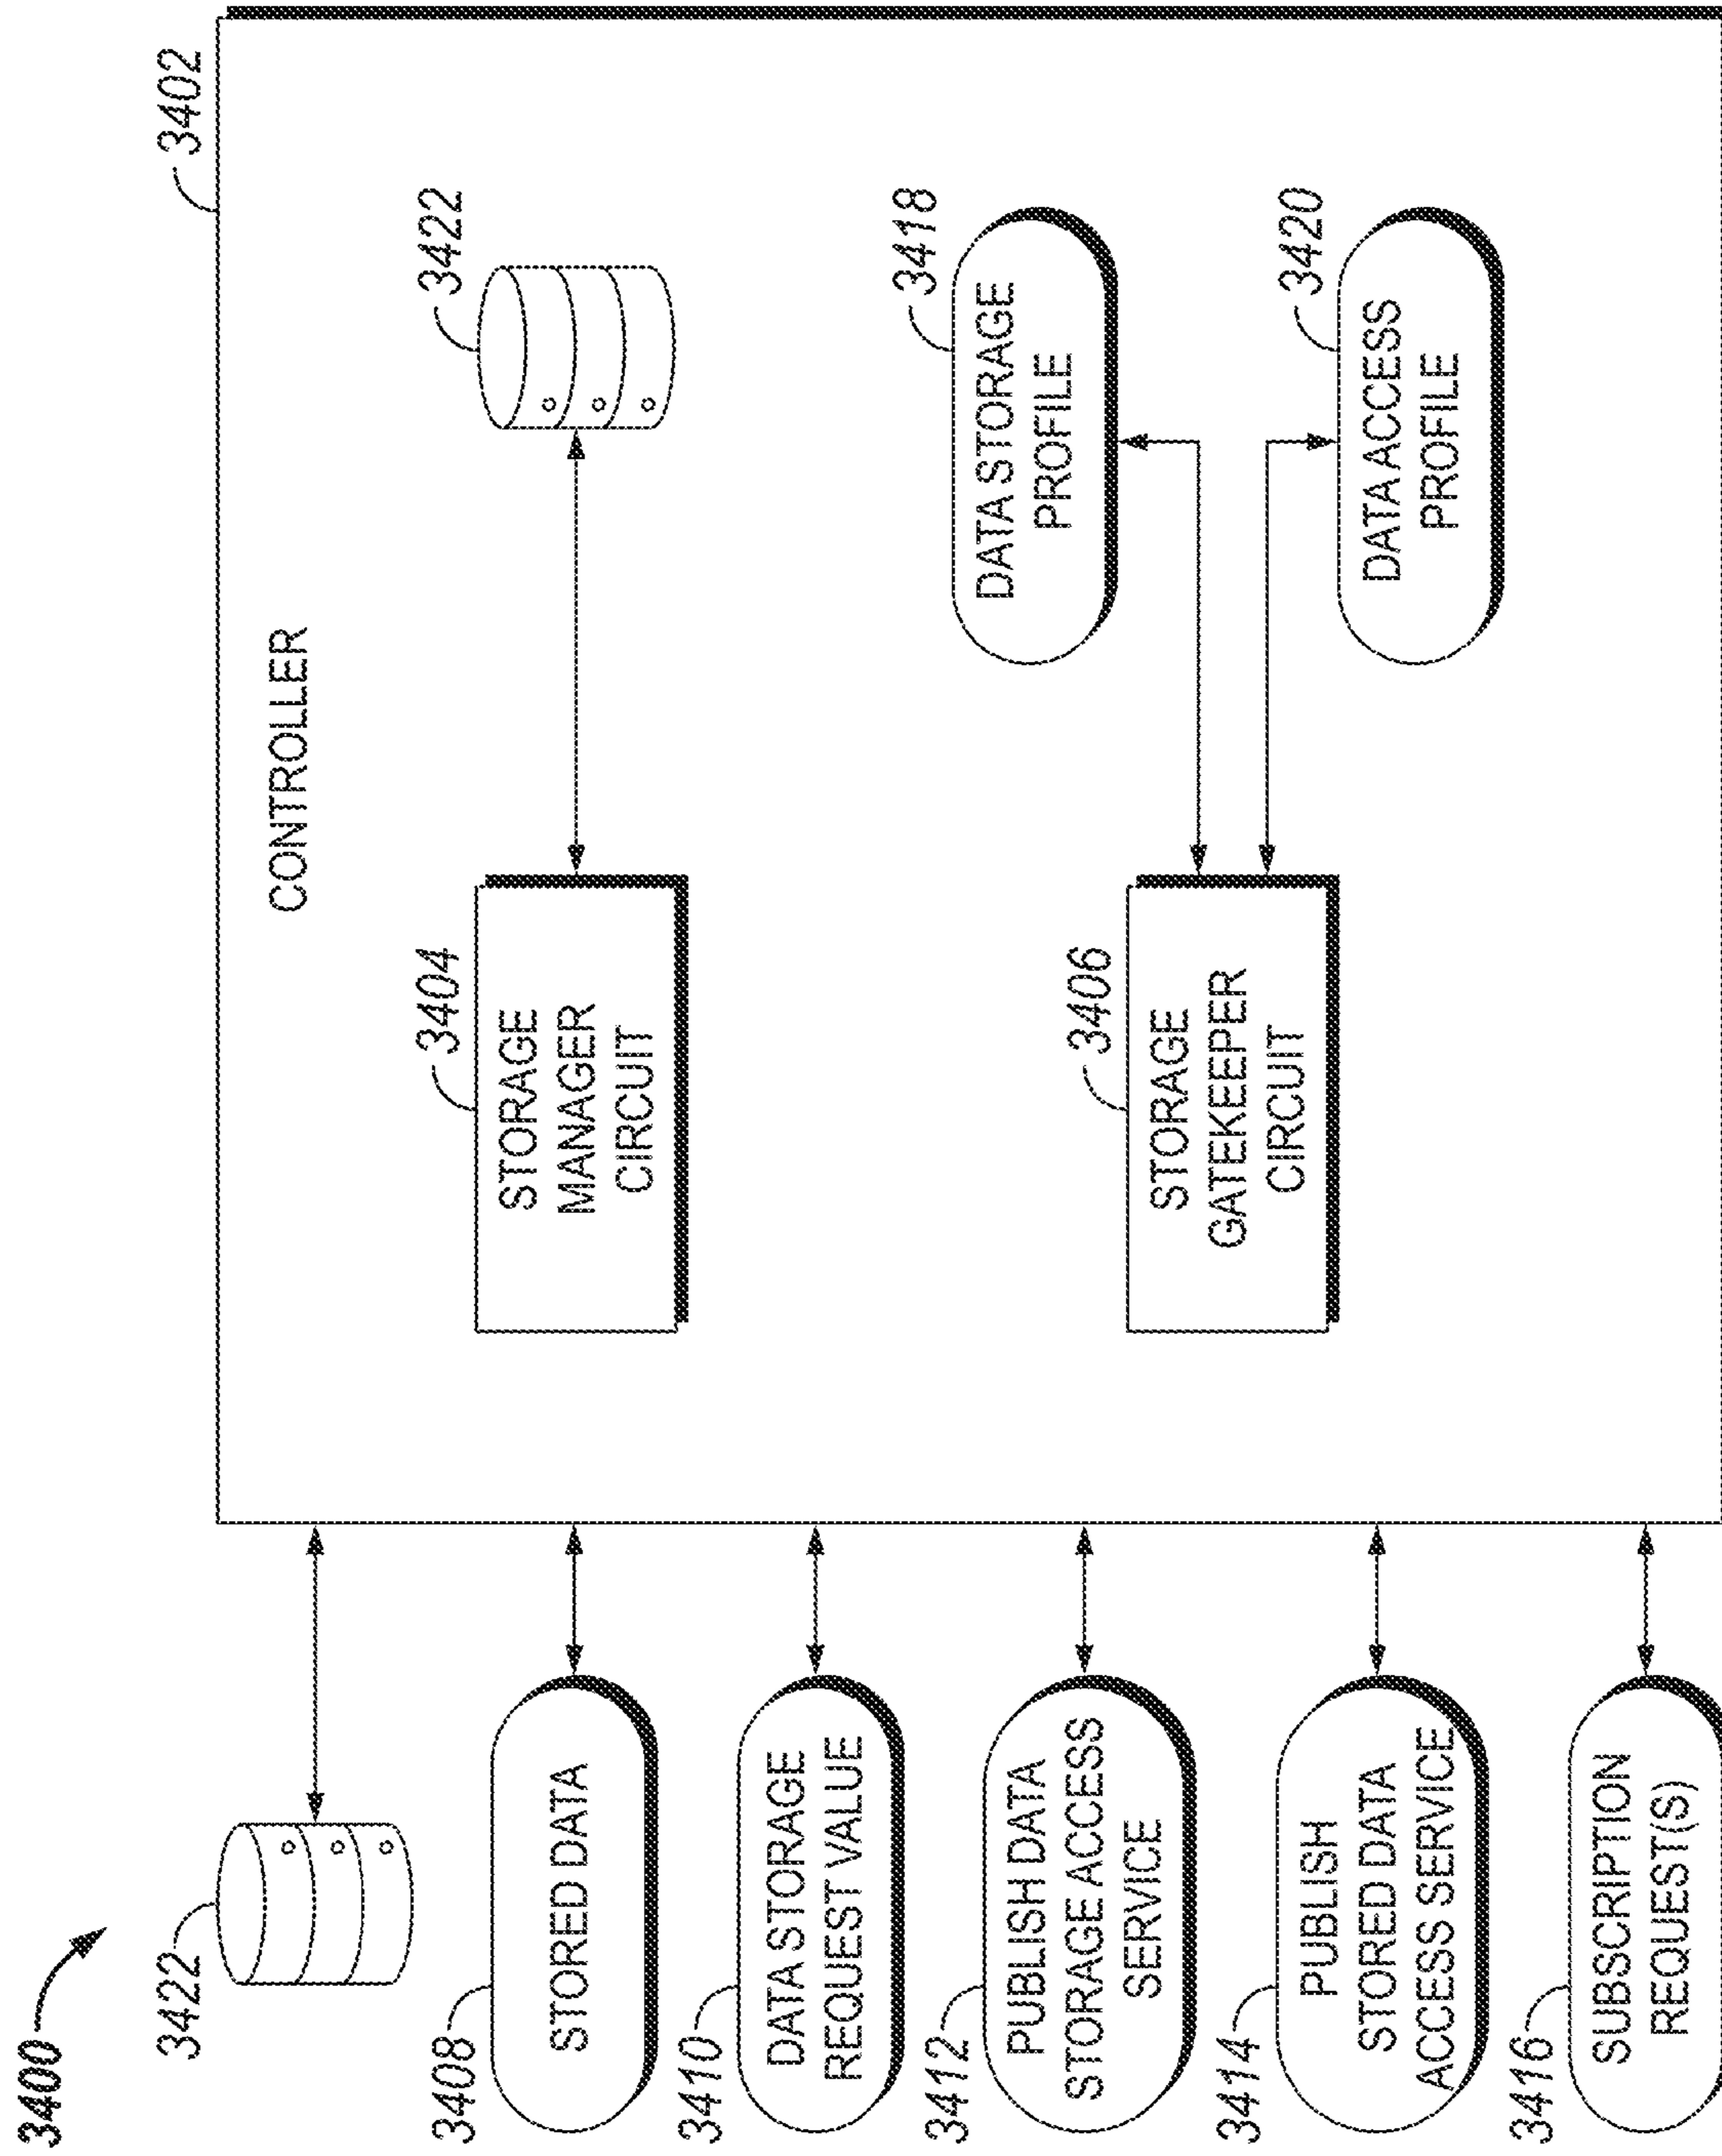 3400
3422
3408
STORED DATA
3410
DATA STORAGE
REQUEST VALUE
3412
PUBLISH DATA
STORAGE ACCESS
SERVICE
3414
PUBLISH
STORED DATA
ACCESS SERVICE
3416
SUBSCRIPTION
REQUEST(S)
3402
CONTROLLER
3404
STORAGE
MANAGER
CIRCUIT
3422
3406
STORAGE
GATEKEEPER
CIRCUIT
3418
DATA STORAGE
PROFILE
3420
DATA ACCESS
PROFILE